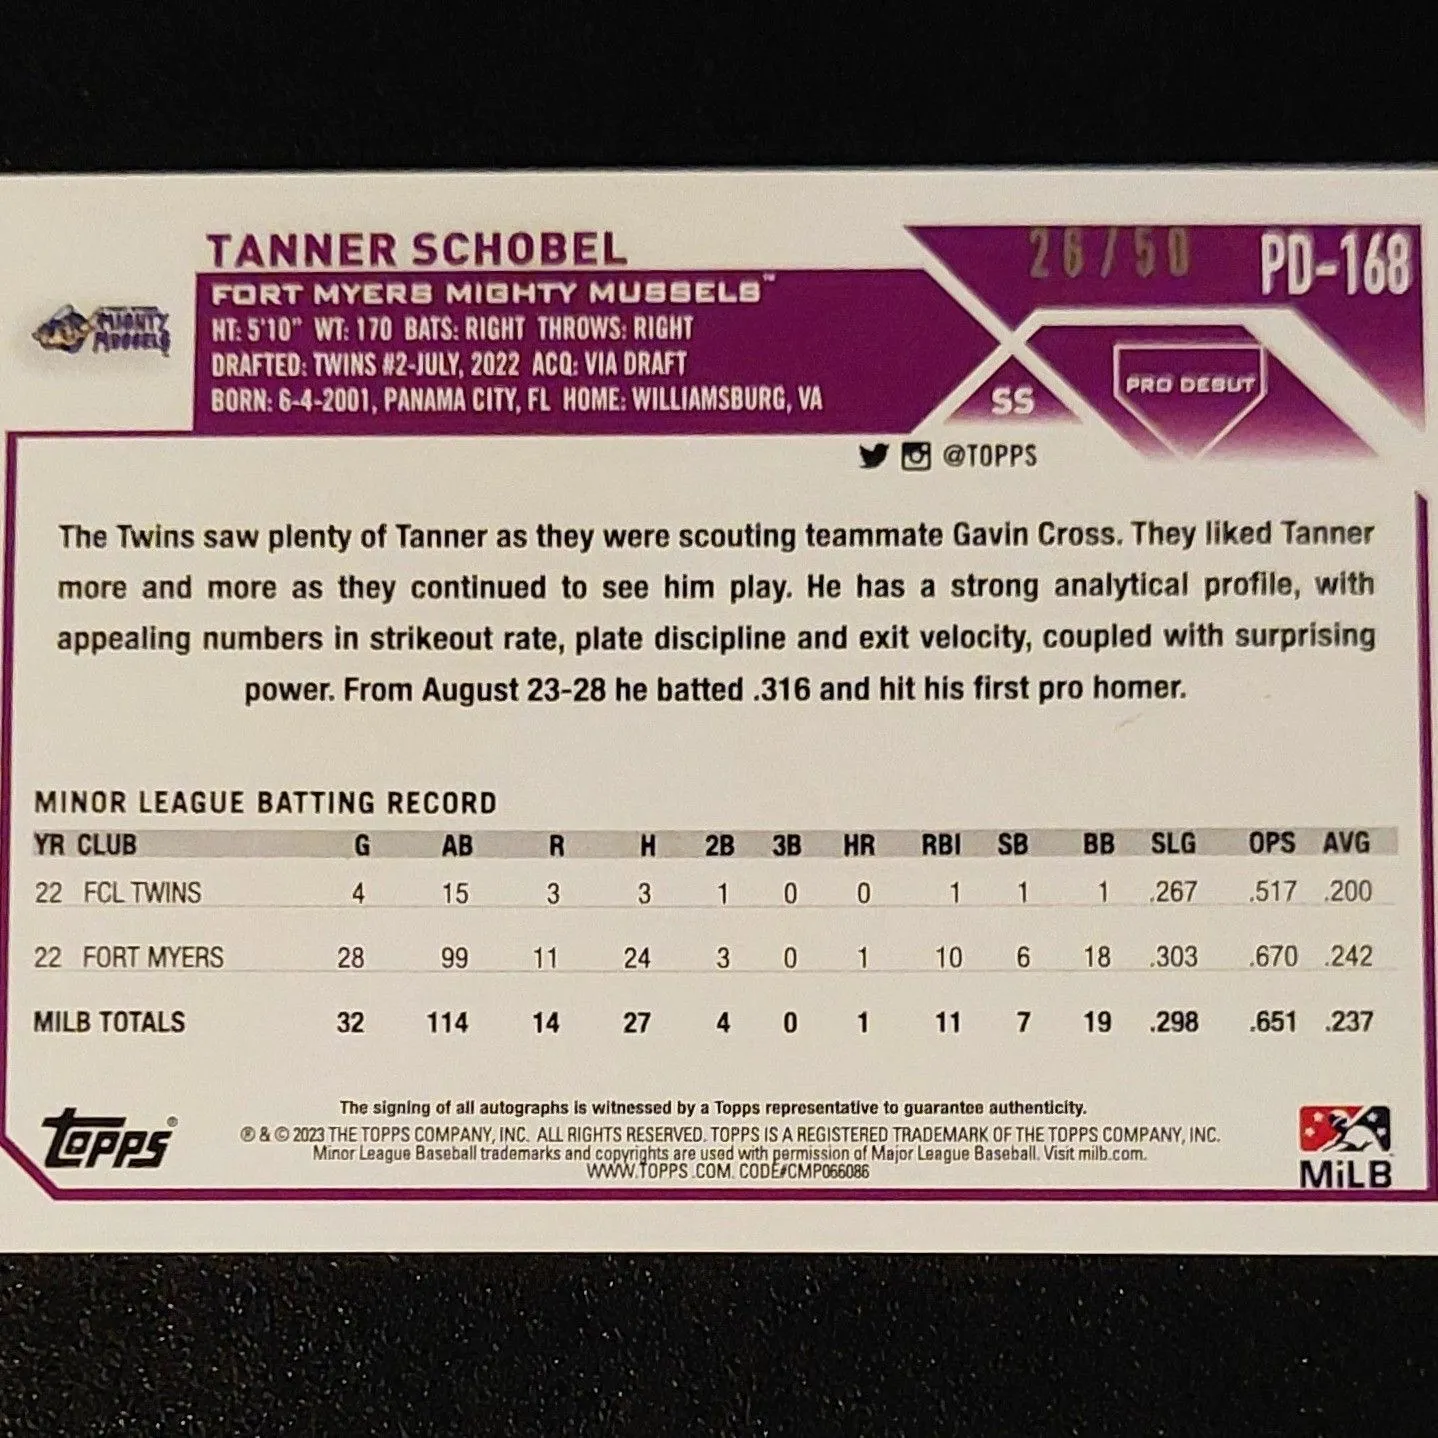 TANNER SCHOBEL
26/50
PD-168
FORT MYERS MIGHTY MUSSELS™
MIGHTY
MUSSELS
HT: 5'10" WT: 170 BATS: RIGHT THROWS: RIGHT
DRAFTED: TWINS #2-JULY, 2022 ACQ: VIA DRAFT
BORN: 6-4-2001, PANAMA CITY, FL HOME: WILLIAMSBURG, VA
SS
PRO DEBUT
@TOPPS
The Twins saw plenty of Tanner as they were scouting teammate Gavin Cross. They liked Tanner
more and more as they continued to see him play. He has a strong analytical profile, with
appealing numbers in strikeout rate, plate discipline and exit velocity, coupled with surprising
power. From August 23-28 he batted .316 and hit his first pro homer.
MINOR LEAGUE BATTING RECORD
YR CLUB G AB R H 2B 3B HR RBI SB BB SLG OPS AVG
22 FCL TWINS 4 15 3 3 1 0 0 1 1 1 .267 .517 .200
22 FORT MYERS 28 99 11 24 3 0 1 10 6 18 .303 .670 .242
MILB TOTALS 32 114 14 27 4 0 1 11 7 19 .298 .651 .237
The signing of all autographs is witnessed by a Topps representative to guarantee authenticity.
® & © 2023 THE TOPPS COMPANY, INC. ALL RIGHTS RESERVED. TOPPS IS A REGISTERED TRADEMARK OF THE TOPPS COMPANY, INC.
Minor League Baseball trademarks and copyrights are used with permission of Major League Baseball. Visit milb.com.
WWW.TOPPS.COM. CODE#CMP066086
Topps®
MiLB